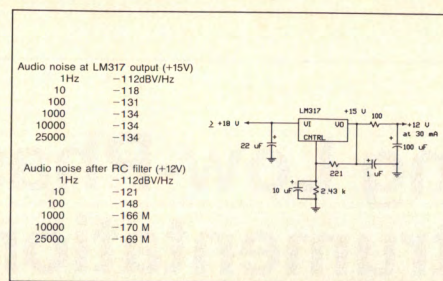 Audio noise at LM317 output (+15V)
1Hz -112dBV/Hz
10 -118
100 -131
1000 -134
10000 -134
25000 -134
Audio noise after RC filter (+12V)
1Hz -112dBV/Hz
10 -121
100 -148
1000 -166 M
10000 -170 M
25000 -169 M
LM317
≥ +18 V
VI VO
CMTRL
+15 V
100
+12 V
at 30 mA
22 uF
100 uF
221
1 uF
10 uF
2.43 k